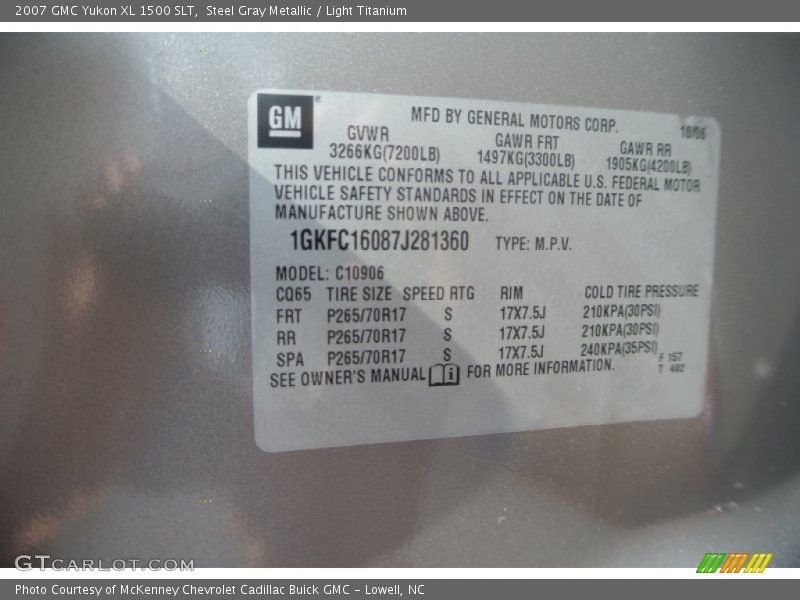 2007 GMC Yukon XL 1500 SLT, Steel Gray Metallic / Light Titanium
GM
MFD BY GENERAL MOTORS CORP. 10/06
GVWR GAWR FRT GAWR RR
3266KG(7200LB) 1497KG(3300LB) 1905KG(4200LB)
THIS VEHICLE CONFORMS TO ALL APPLICABLE U.S. FEDERAL MOTOR
VEHICLE SAFETY STANDARDS IN EFFECT ON THE DATE OF
MANUFACTURE SHOWN ABOVE.
1GKFC16087J281360 TYPE: M.P.V.
MODEL: C10906
CQ65 TIRE SIZE SPEED RTG RIM COLD TIRE PRESSURE
FRT P265/70R17 S 17X7.5J 210KPA(30PSI)
RR P265/70R17 S 17X7.5J 210KPA(30PSI)
SPA P265/70R17 S 17X7.5J 240KPA(35PSI)
F 157
SEE OWNER'S MANUAL FOR MORE INFORMATION.
T 482
GTCARLOT.COM
Photo Courtesy of McKenney Chevrolet Cadillac Buick GMC - Lowell, NC